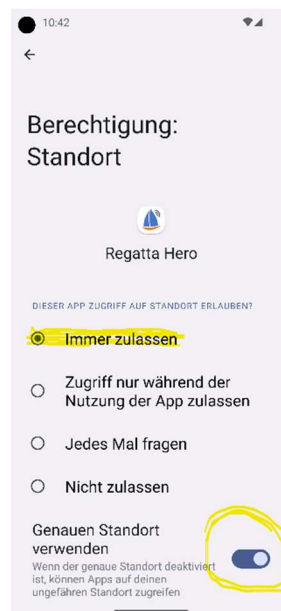 10:42
Berechtigung:
Standort
Regatta Hero
DIESER APP ZUGRIFF AUF STANDORT ERLAUBEN?
Immer zulassen
Zugriff nur während der
Nutzung der App zulassen
Jedes Mal fragen
Nicht zulassen
Genauen Standort
verwenden
Wenn der genaue Standort deaktiviert
ist, können Apps auf deinen
ungefähren Standort zugreifen